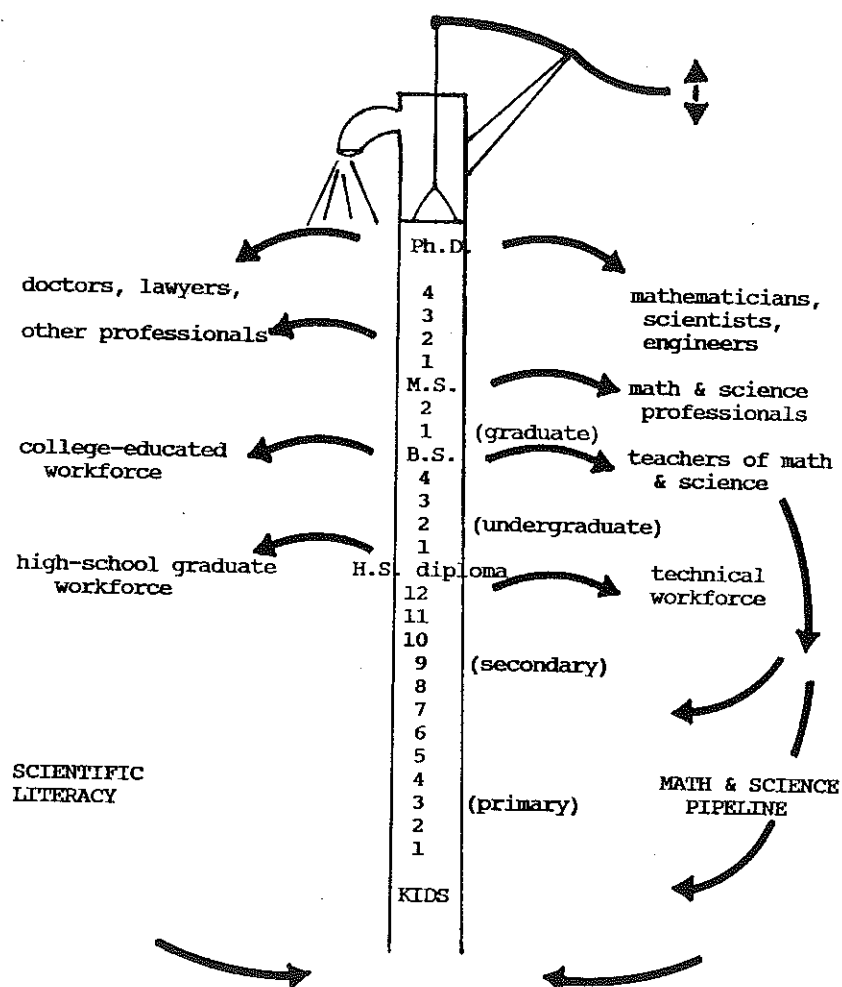 Ph.D.
doctors, lawyers,
4
mathematicians,
3
scientists,
other professionals
2
engineers
1
M.S.
math & science
2
professionals
1
(graduate)
college-educated
B.S.
teachers of math
workforce
4
& science
3
2
(undergraduate)
1
high-school graduate
H.S. diploma
technical
workforce
12
workforce
11
10
9
(secondary)
8
7
6
5
SCIENTIFIC
4
MATH & SCIENCE
LITERACY
3
(primary)
PIPELINE
2
1
KIDS